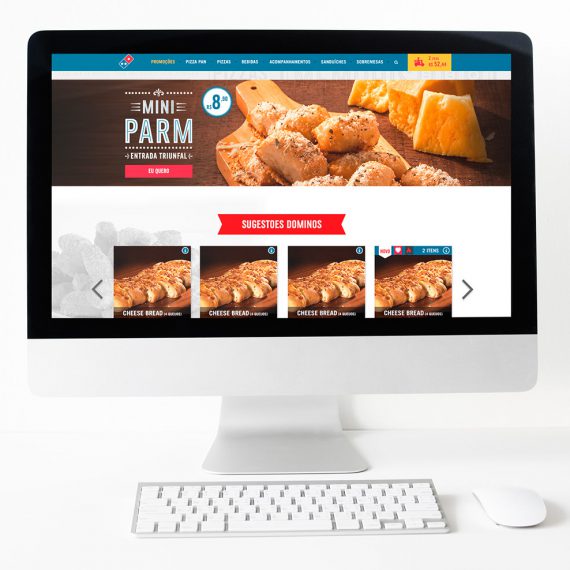 PROMOÇÕES PIZZA PAN PIZZAS BEBIDAS ACOMPANHAMENTOS SANDUÍCHES SOBREMESAS
2 ITENS
R$ 52,44
MINI
PARM
ENTRADA TRIUNFAL
R$ 8,90
EU QUERO
SUGESTOES DOMINOS
NOVO 2 ITENS
CHEESE BREAD (4 QUEIJOS) CHEESE BREAD (4 QUEIJOS) CHEESE BREAD (4 QUEIJOS) CHEESE BREAD (4 QUEIJOS)